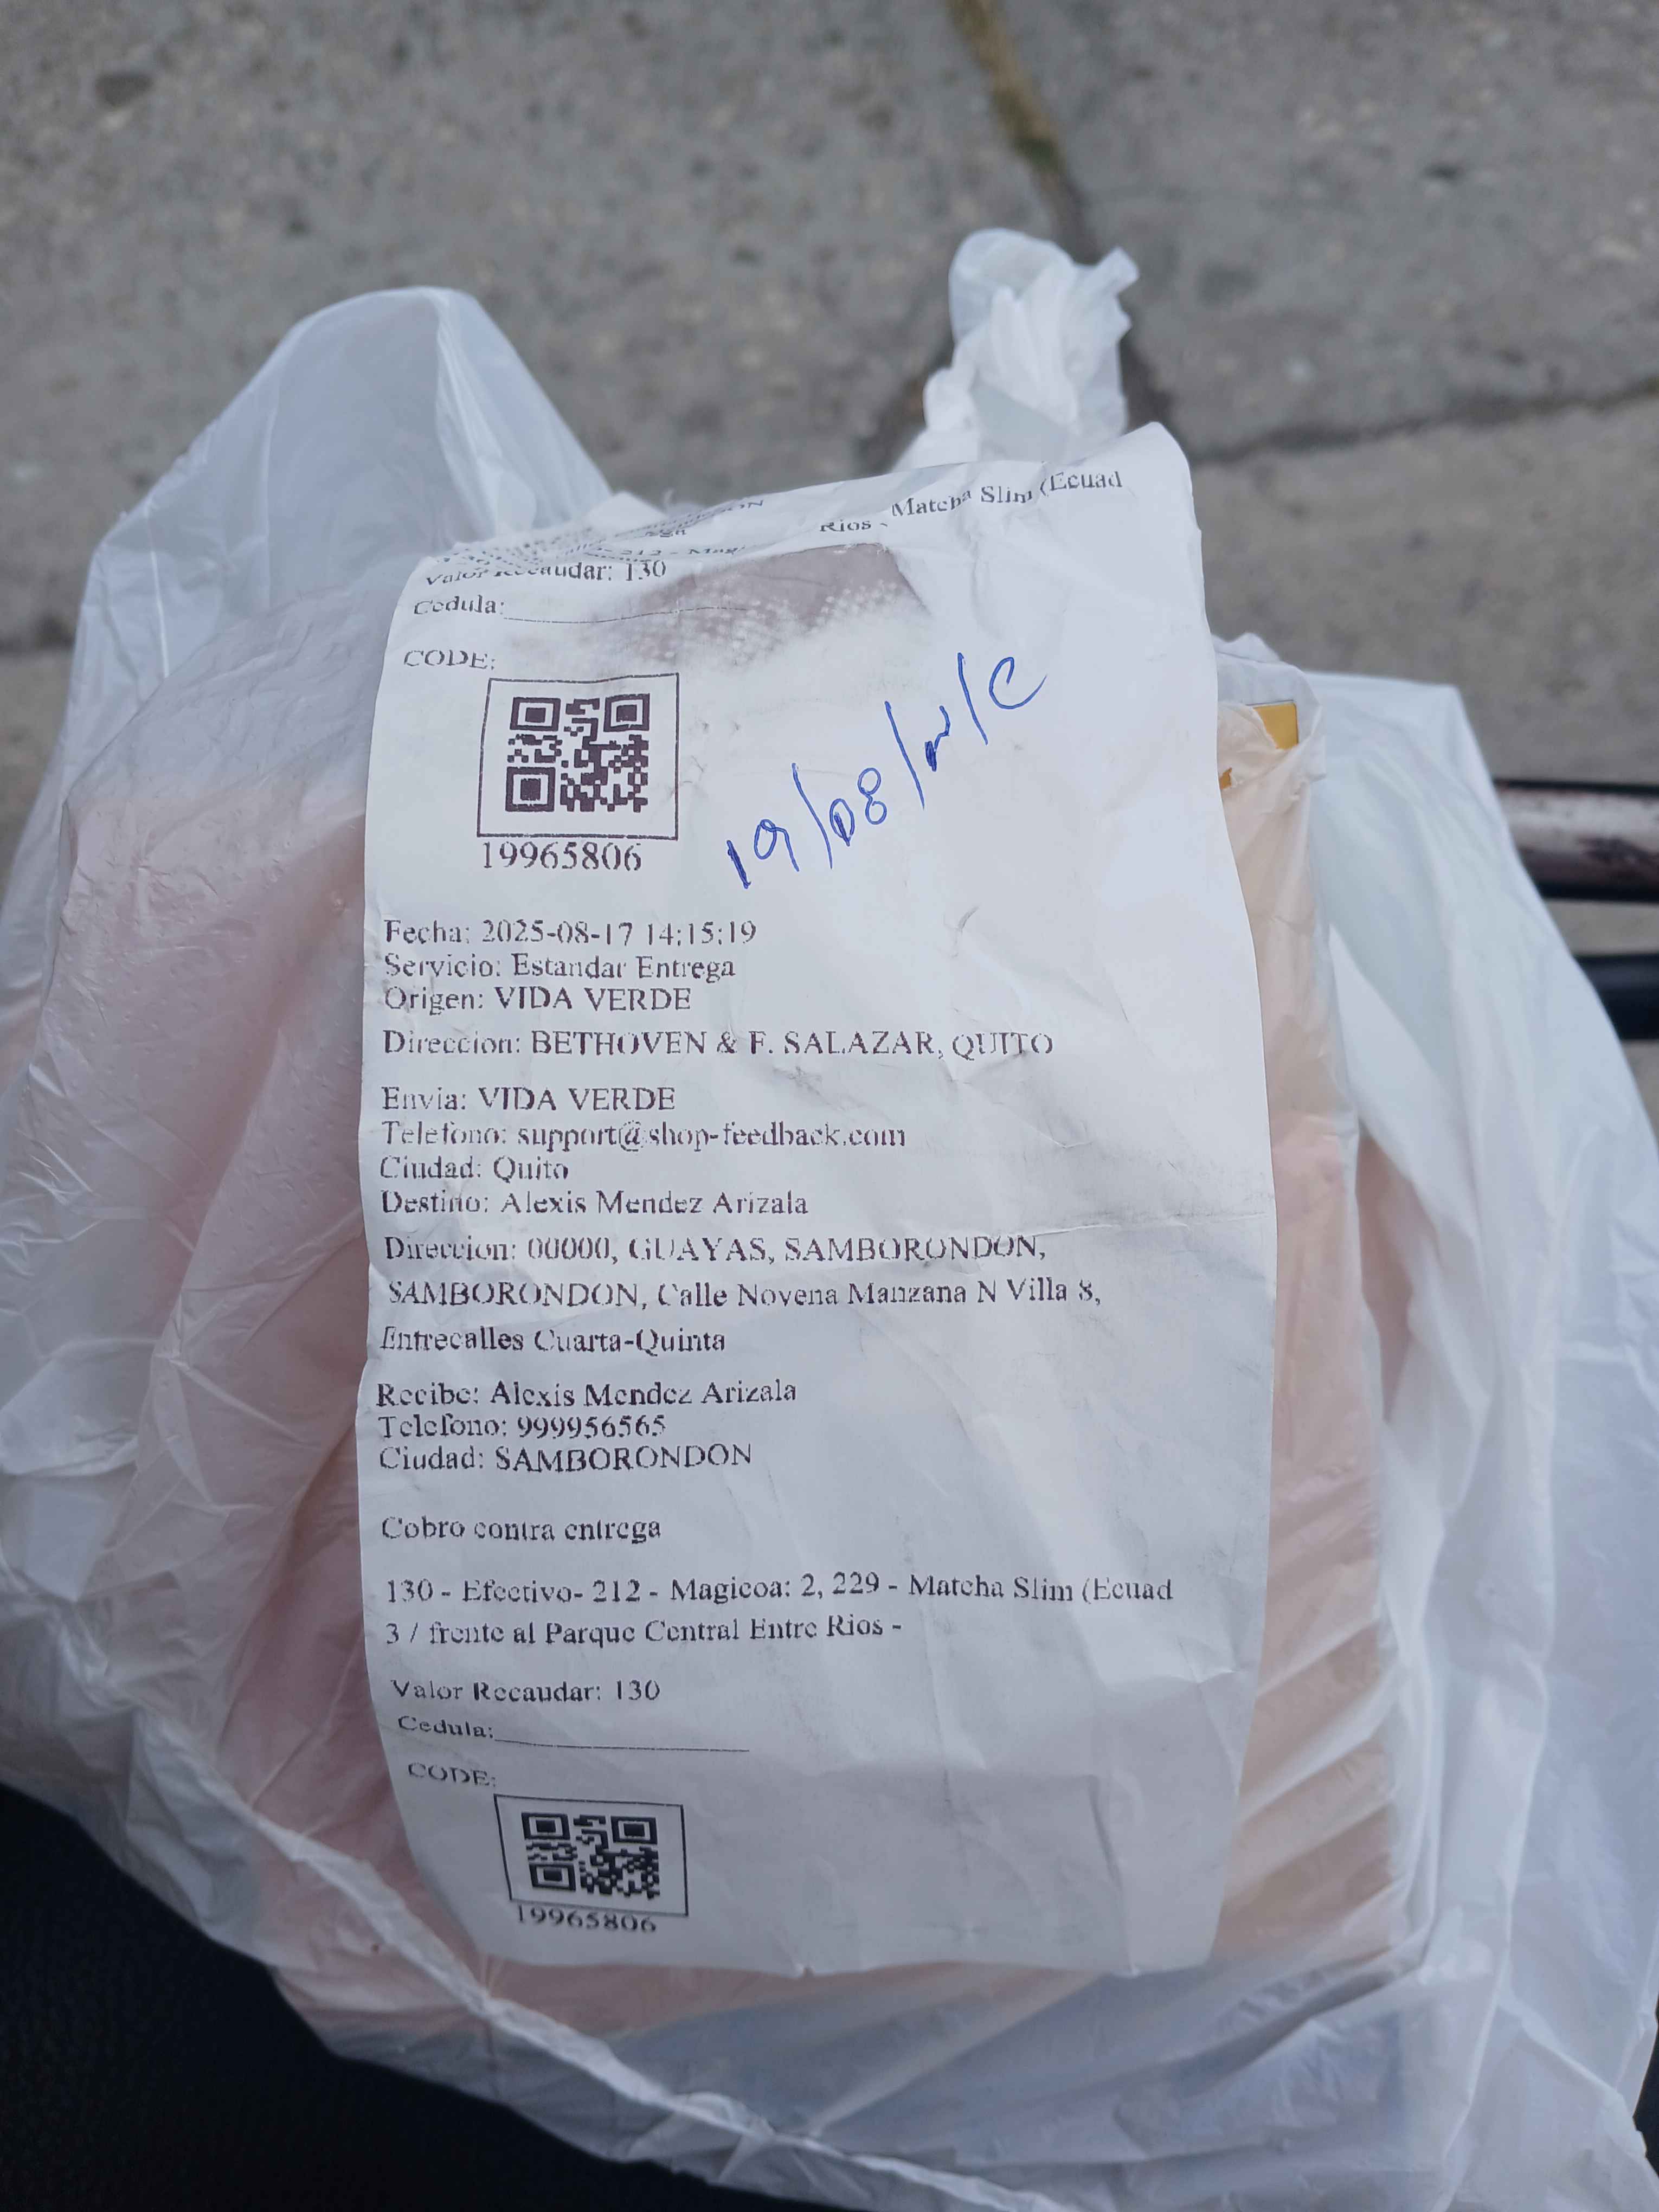 Rios - Matcha Slim (Ecuad
Valor Recaudar: 130
Cedula:
CODE:
19965806
19/08/
Fecha: 2025-08-17 14:15:19
Servicio: Estandar Entrega
Origen: VIDA VERDE
Direccion: BETHOVEN & F. SALAZAR, QUITO
Envia: VIDA VERDE
Telefono: support@shop-feedback.com
Ciudad: Quito
Destino: Alexis Mendez Arizala
Direccion: 00000, GUAYAS, SAMBORONDON,
SAMBORONDON, Calle Novena Manzana N Villa 8,
Entrecalles Cuarta-Quinta
Recibe: Alexis Mendez Arizala
Telefono: 999956565
Ciudad: SAMBORONDON
Cobro contra entrega
130 - Efectivo- 212 - Magicoa: 2, 229 - Matcha Slim (Ecuad
3 / frente al Parque Central Entre Rios -
Valor Recaudar: 130
Cedula:
CODE:
19965806